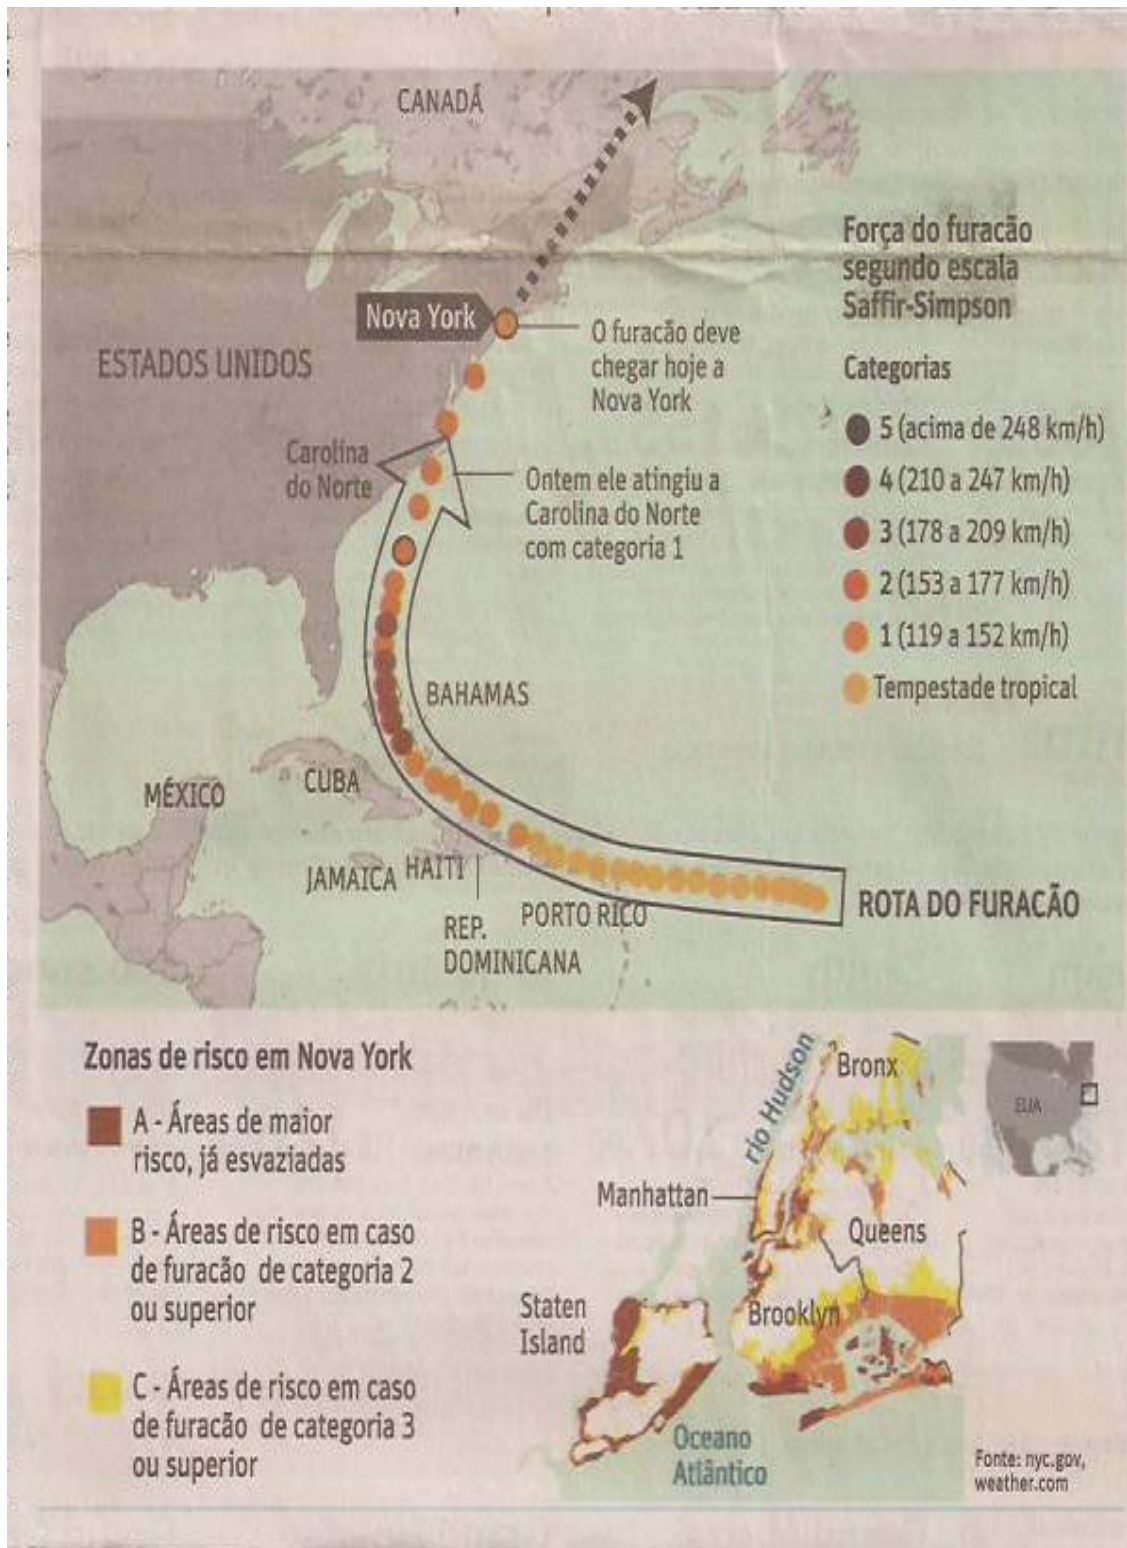 CANADÁ
Força do furacão
segundo escala
Saffir-Simpson
Nova York
O furacão deve
chegar hoje a
Nova York
ESTADOS UNIDOS
Categorias
5 (acima de 248 km/h)
4 (210 a 247 km/h)
3 (178 a 209 km/h)
2 (153 a 177 km/h)
1 (119 a 152 km/h)
Tempestade tropical
Carolina
do Norte
Ontem ele atingiu a
Carolina do Norte
com categoria 1
BAHAMAS
CUBA
MÉXICO
JAMAICA
HAITI
REP.
DOMINICANA
PORTO RICO
ROTA DO FURACÃO
Zonas de risco em Nova York
A - Áreas de maior
risco, já esvaziadas
B - Áreas de risco em caso
de furacão de categoria 2
ou superior
C - Áreas de risco em caso
de furacão de categoria 3
ou superior
rio Hudson
Bronx
EUA
Manhattan
Queens
Brooklyn
Staten
Island
Oceano
Atlântico
Fonte: nyc.gov,
weather.com